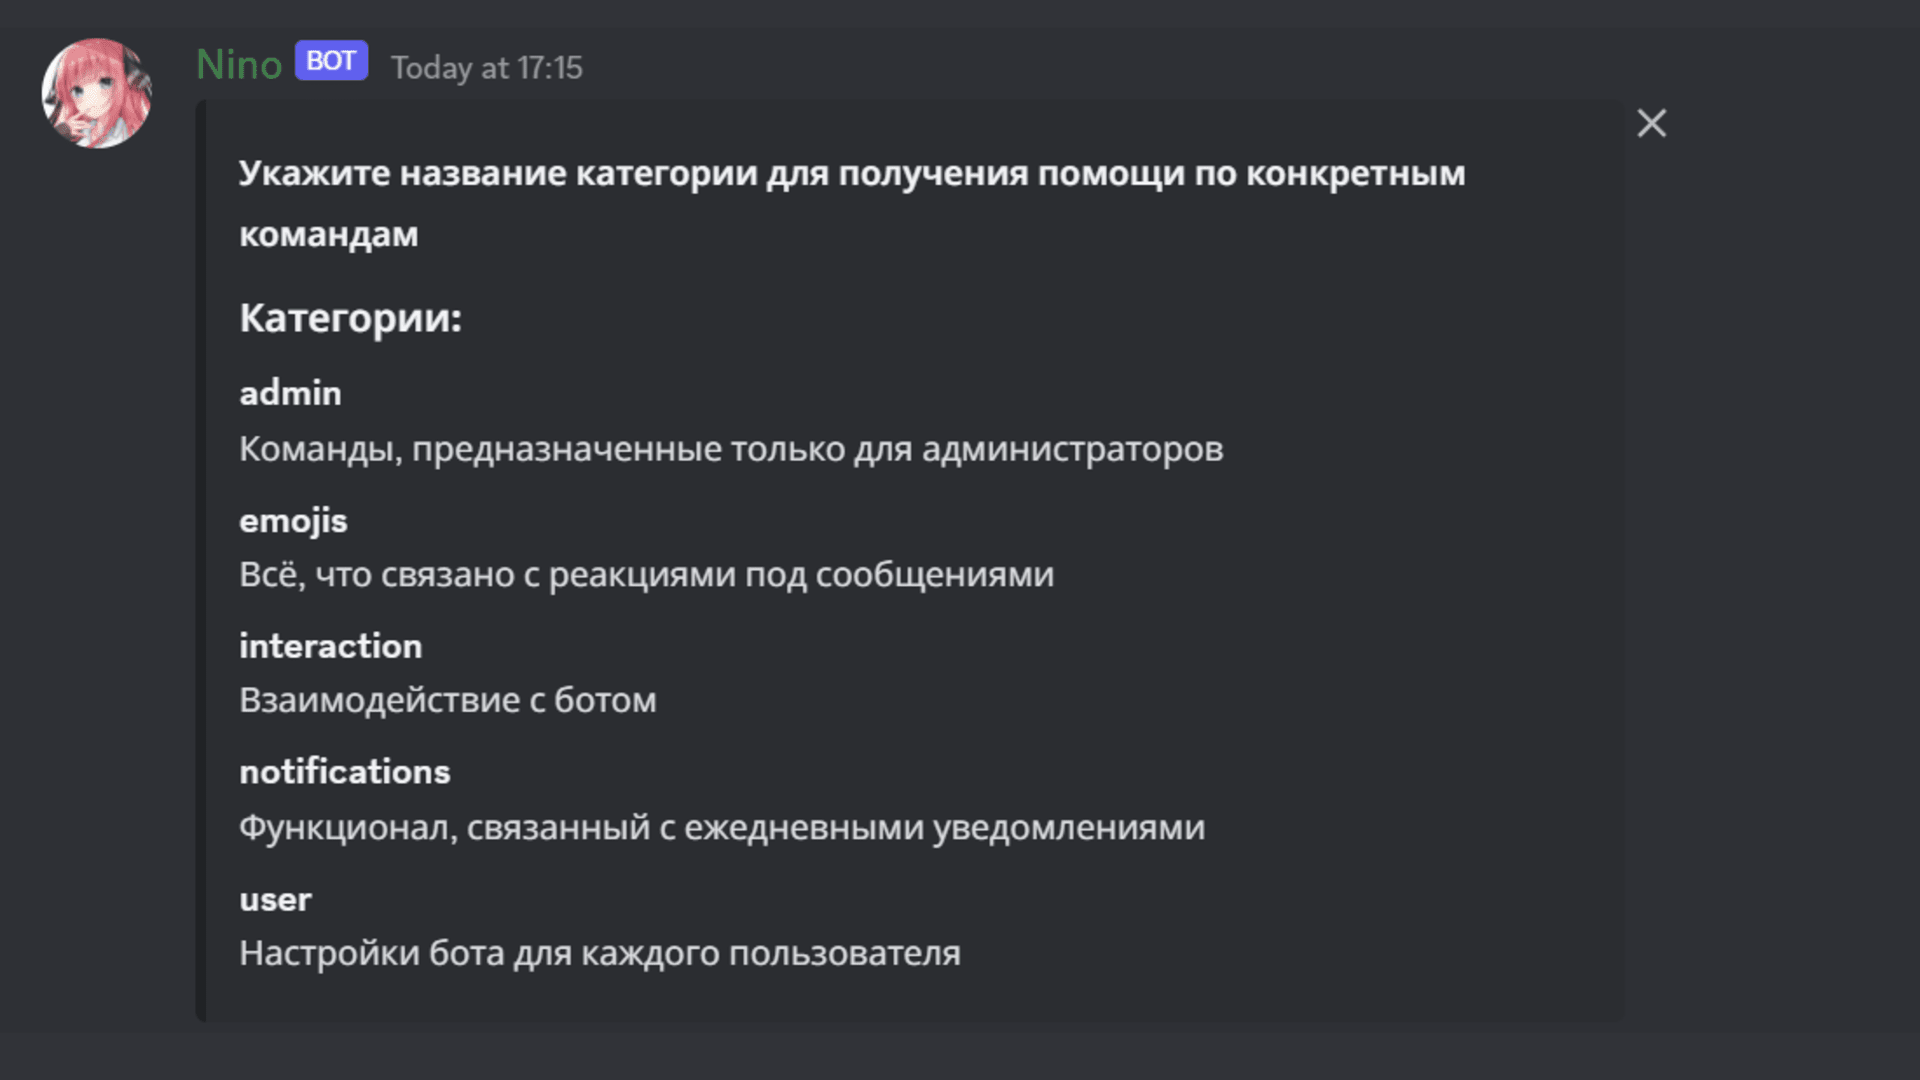 Nino BOT Today at 17:15
Укажите название категории для получения помощи по конкретным
командам
Категории:
admin
Команды, предназначенные только для администраторов
emojis
Всё, что связано с реакциями под сообщениями
interaction
Взаимодействие с ботом
notifications
Функционал, связанный с ежедневными уведомлениями
user
Настройки бота для каждого пользователя